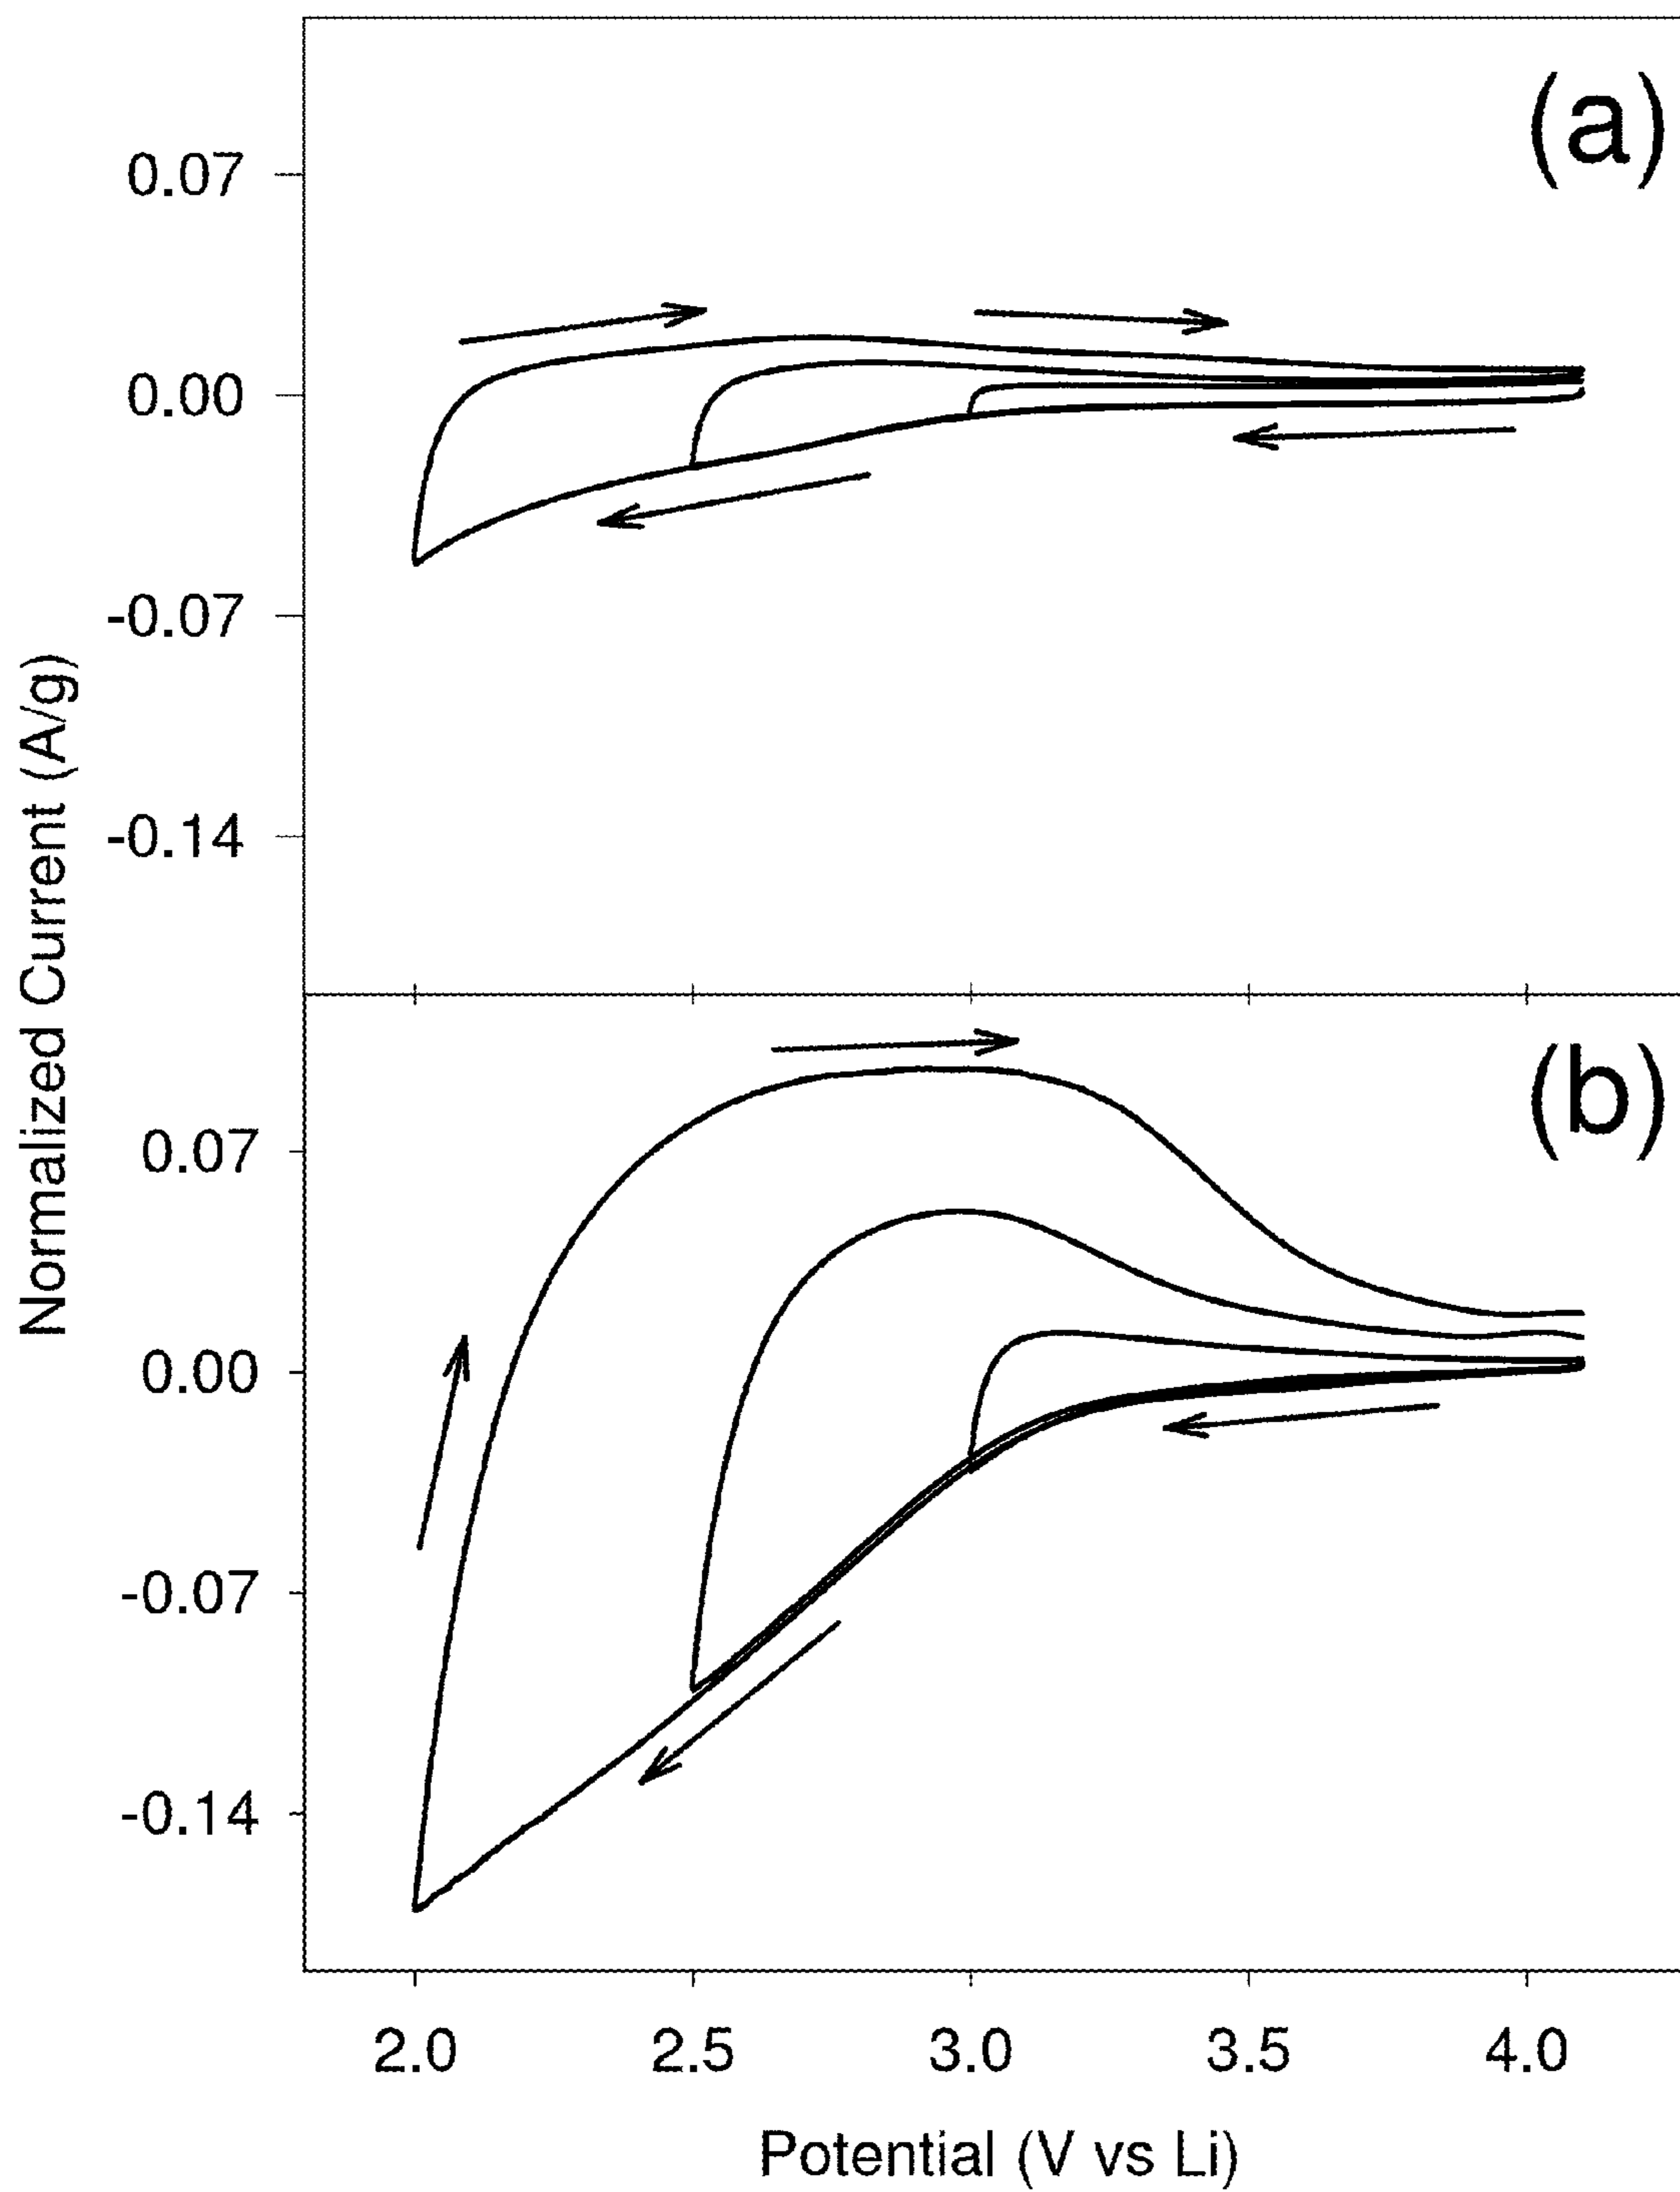 (a)
0.07
0.00
-0.07
-0.14
Normalized Current (A/g)
(b)
0.07
0.00
-0.07
-0.14
2.0 2.5 3.0 3.5 4.0
Potential (V vs Li)